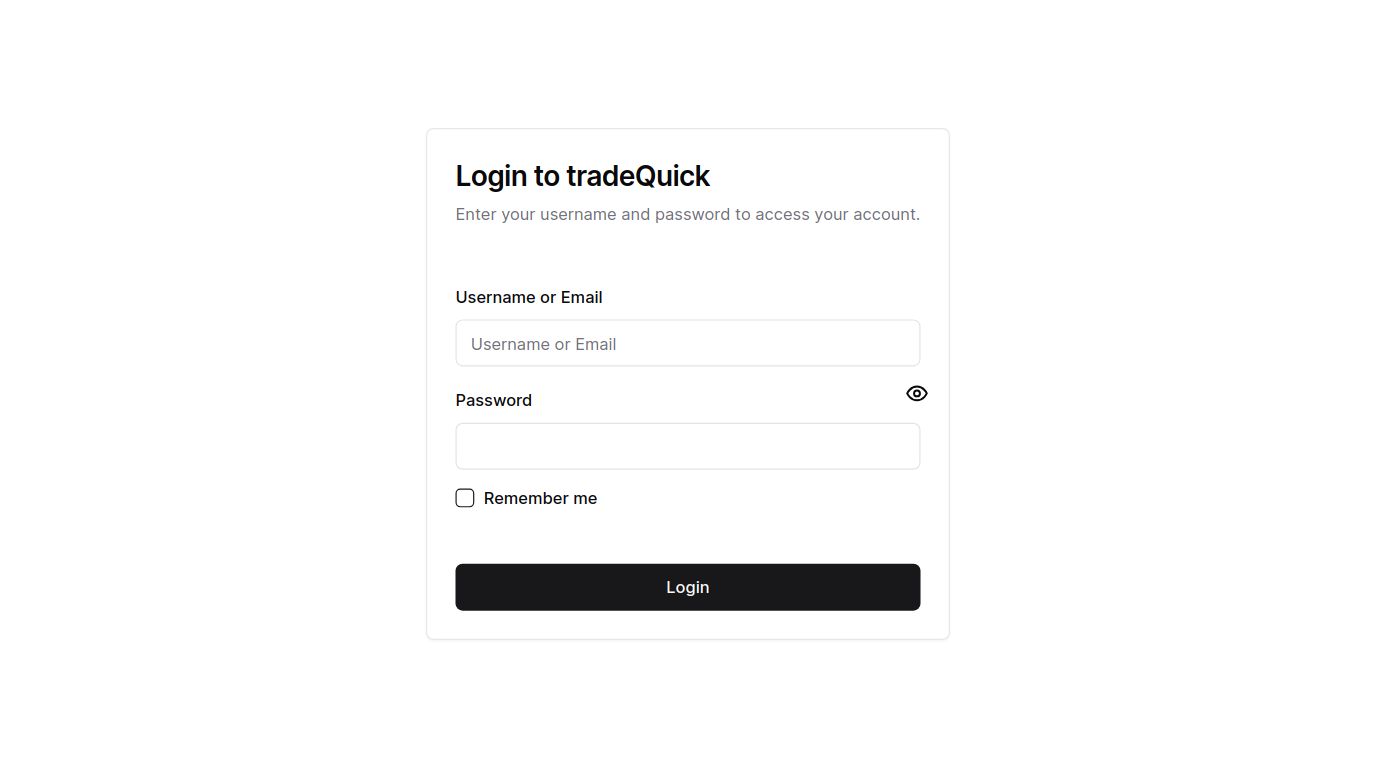 Login to tradeQuick
Enter your username and password to access your account.
Username or Email
Username or Email
Password
Remember me
Login